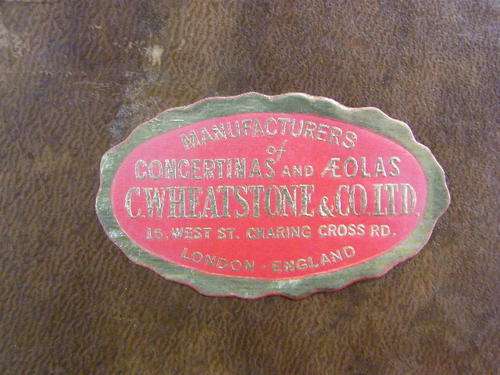 MANUFACTURERS
of
CONCERTINAS AND ÆOLAS
C. WHEATSTONE & CO. LTD.
15. WEST ST. CHARING CROSS RD.
LONDON - ENGLAND